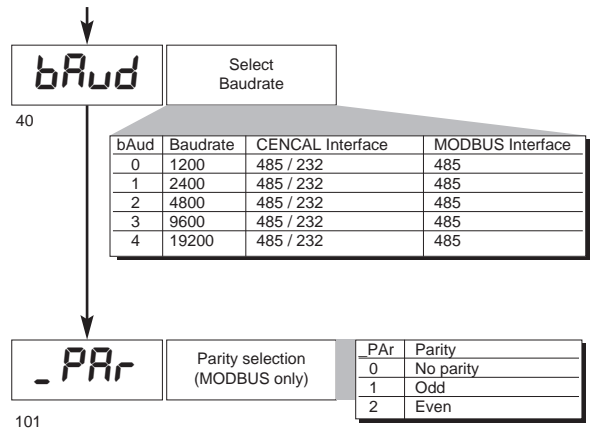 bAud
Select
Baudrate
40
bAud Baudrate CENCAL Interface MODBUS Interface
0 1200 485 / 232 485
1 2400 485 / 232 485
2 4800 485 / 232 485
3 9600 485 / 232 485
4 19200 485 / 232 485
_PAr
Parity selection
(MODBUS only)
_PAr Parity
0 No parity
1 Odd
2 Even
101